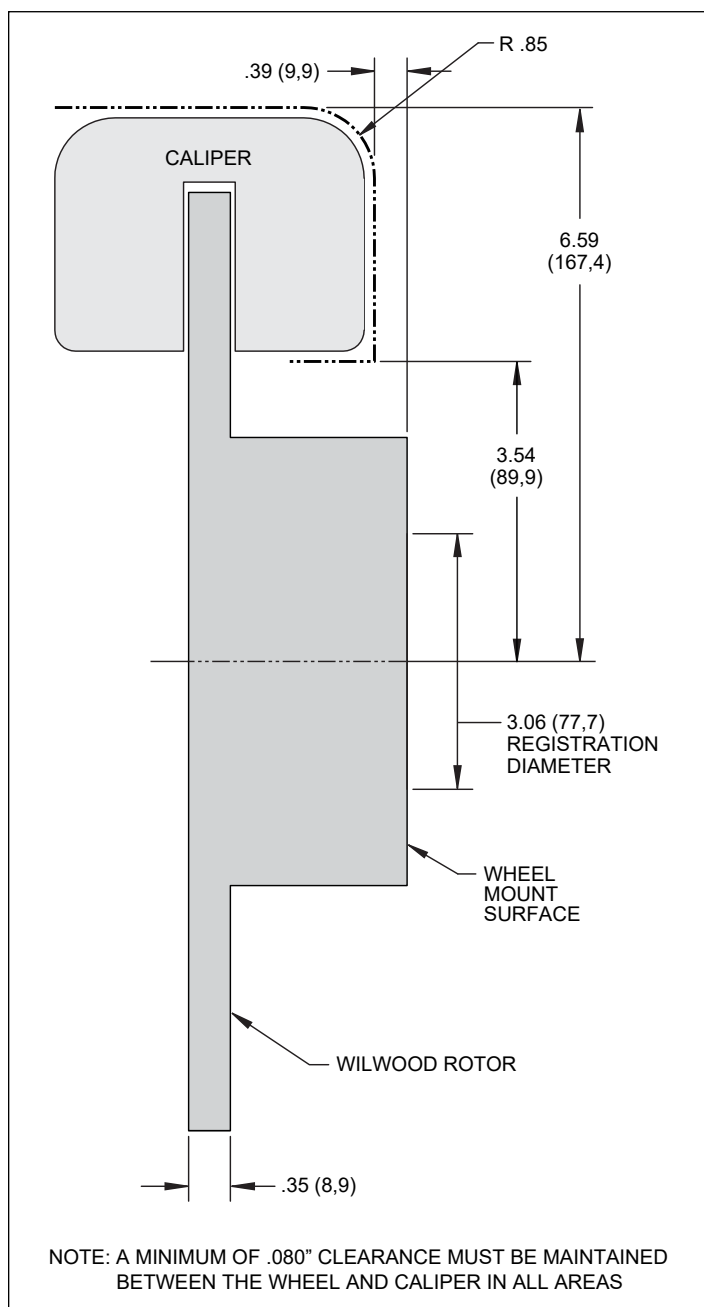 R .85
.39 (9,9)
CALIPER
6.59
(167,4)
3.54
(89,9)
3.06 (77,7)
REGISTRATION
DIAMETER
WHEEL
MOUNT
SURFACE
WILWOOD ROTOR
.35 (8,9)
NOTE: A MINIMUM OF .080” CLEARANCE MUST BE MAINTAINED
BETWEEN THE WHEEL AND CALIPER IN ALL AREAS